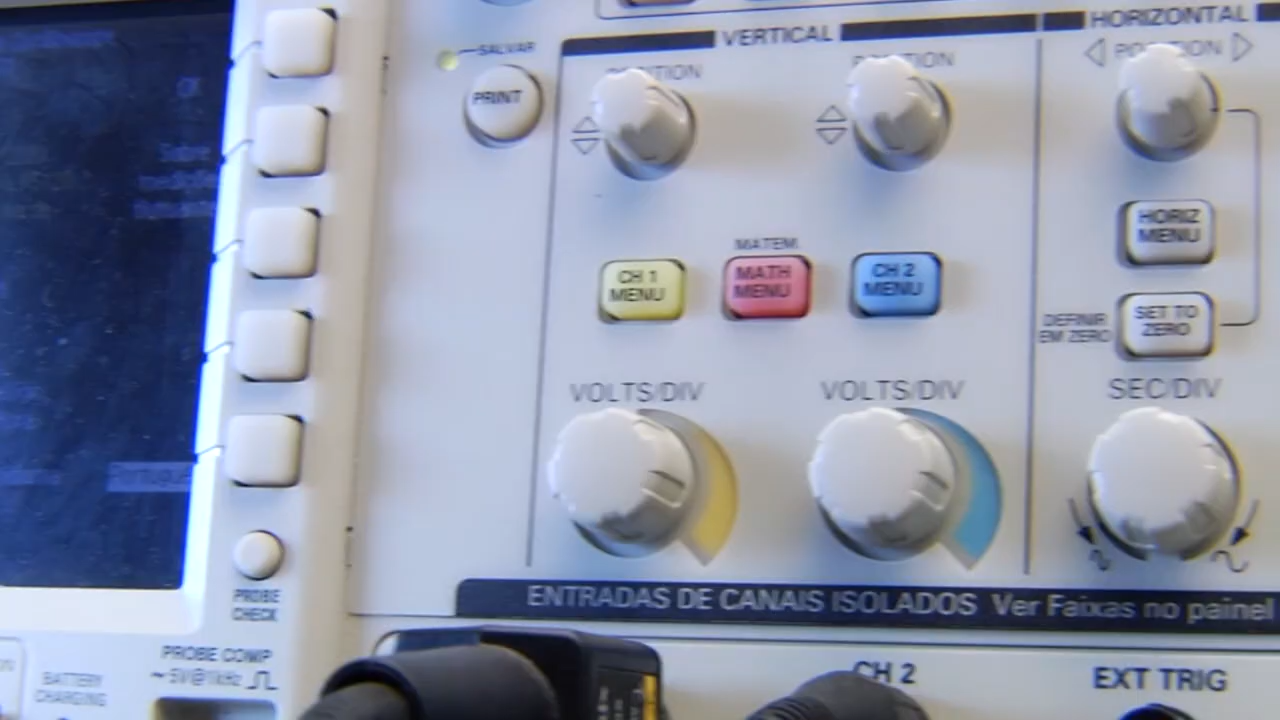 SALVAR
PRINT
VERTICAL
HORIZONTAL
POSITION
POSITION
POSITION
HORIZ
MENU
MATEM.
CH 1
MENU
MATH
MENU
CH 2
MENU
DEFINIR
EM ZERO
SET TO
ZERO
VOLTS/DIV
VOLTS/DIV
SEC/DIV
PROBE
CHECK
ENTRADAS DE CANAIS ISOLADOS Ver Faixas no painel
PROBE COMP
~5V@1kHz
BATTERY
CHARGING
CH 2
EXT TRIG